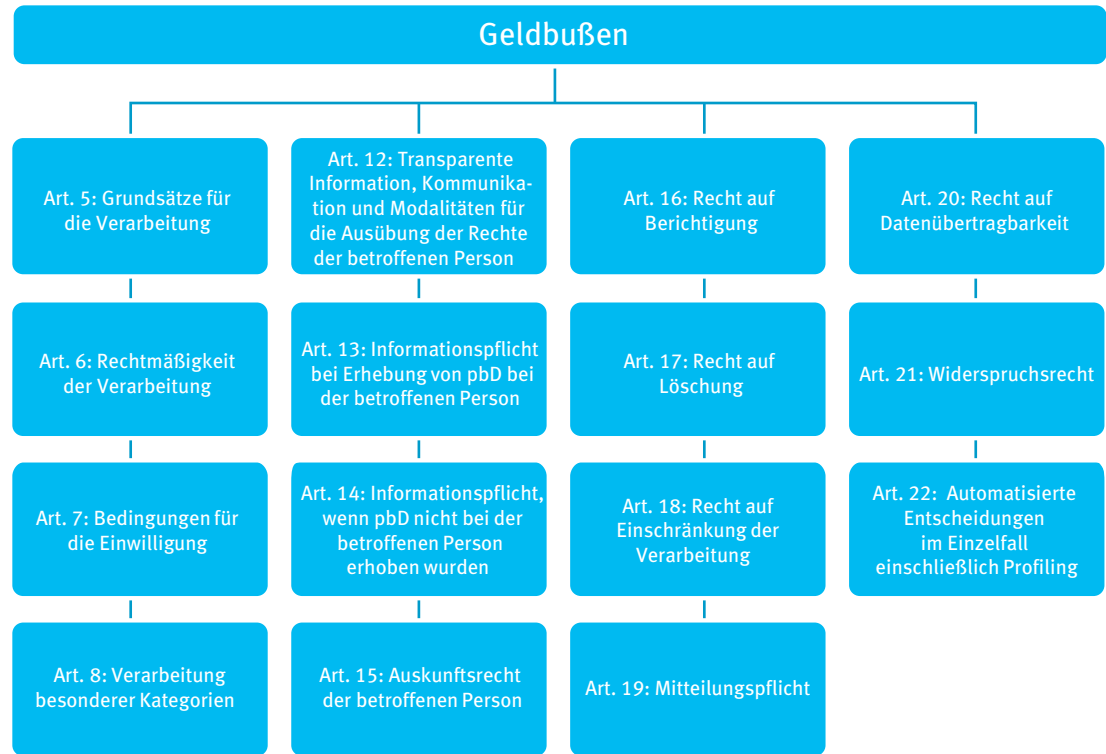 Geldbußen
Art. 5: Grundsätze für
die Verarbeitung
Art. 6: Rechtmäßigkeit
der Verarbeitung
Art. 7: Bedingungen für
die Einwilligung
Art. 8: Verarbeitung
besonderer Kategorien
Art. 12: Transparente
Information, Kommunika-
tion und Modalitäten für
die Ausübung der Rechte
der betroffenen Person
Art. 13: Informationspflicht
bei Erhebung von pbD bei
der betroffenen Person
Art. 14: Informationspflicht,
wenn pbD nicht bei der
betroffenen Person
erhoben wurden
Art. 15: Auskunftsrecht
der betroffenen Person
Art. 16: Recht auf
Berichtigung
Art. 17: Recht auf
Löschung
Art. 18: Recht auf
Einschränkung der
Verarbeitung
Art. 19: Mitteilungspflicht
Art. 20: Recht auf
Datenübertragbarkeit
Art. 21: Widerspruchsrecht
Art. 22: Automatisierte
Entscheidungen
im Einzelfall
einschließlich Profiling